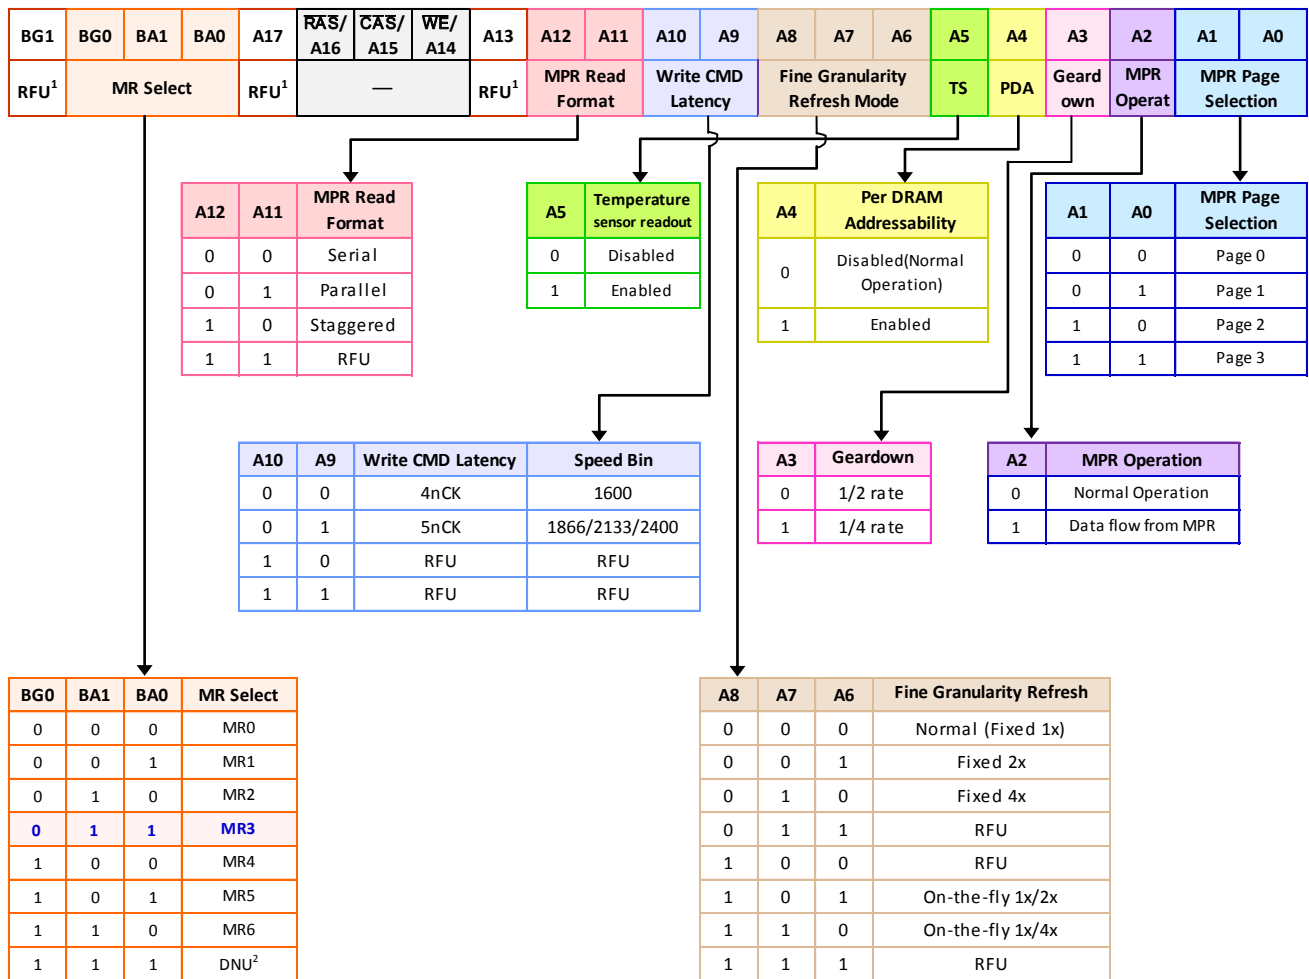 BG1 BG0 BA1 BA0 A17 RAS/ A16 CAS/ A15 WE/ A14 A13 A12 A11 A10 A9 A8 A7 A6 A5 A4 A3 A2 A1 A0
RFU1 MR Select RFU1 — RFU1 MPR Read Format Write CMD Latency Fine Granularity Refresh Mode TS PDA Geard own MPR Operat MPR Page Selection
A12 A11 MPR Read Format
0 0 Serial
0 1 Parallel
1 0 Staggered
1 1 RFU
A5 Temperature sensor readout
0 Disabled
1 Enabled
A4 Per DRAM Addressability
0 Disabled(Normal Operation)
1 Enabled
A1 A0 MPR Page Selection
0 0 Page 0
0 1 Page 1
1 0 Page 2
1 1 Page 3
A10 A9 Write CMD Latency Speed Bin
0 0 4nCK 1600
0 1 5nCK 1866/2133/2400
1 0 RFU RFU
1 1 RFU RFU
A3 Geardown
0 1/2 rate
1 1/4 rate
A2 MPR Operation
0 Normal Operation
1 Data flow from MPR
BG0 BA1 BA0 MR Select
0 0 0 MR0
0 0 1 MR1
0 1 0 MR2
0 1 1 MR3
1 0 0 MR4
1 0 1 MR5
1 1 0 MR6
1 1 1 DNU2
A8 A7 A6 Fine Granularity Refresh
0 0 0 Normal (Fixed 1x)
0 0 1 Fixed 2x
0 1 0 Fixed 4x
0 1 1 RFU
1 0 0 RFU
1 0 1 On-the-fly 1x/2x
1 1 0 On-the-fly 1x/4x
1 1 1 RFU